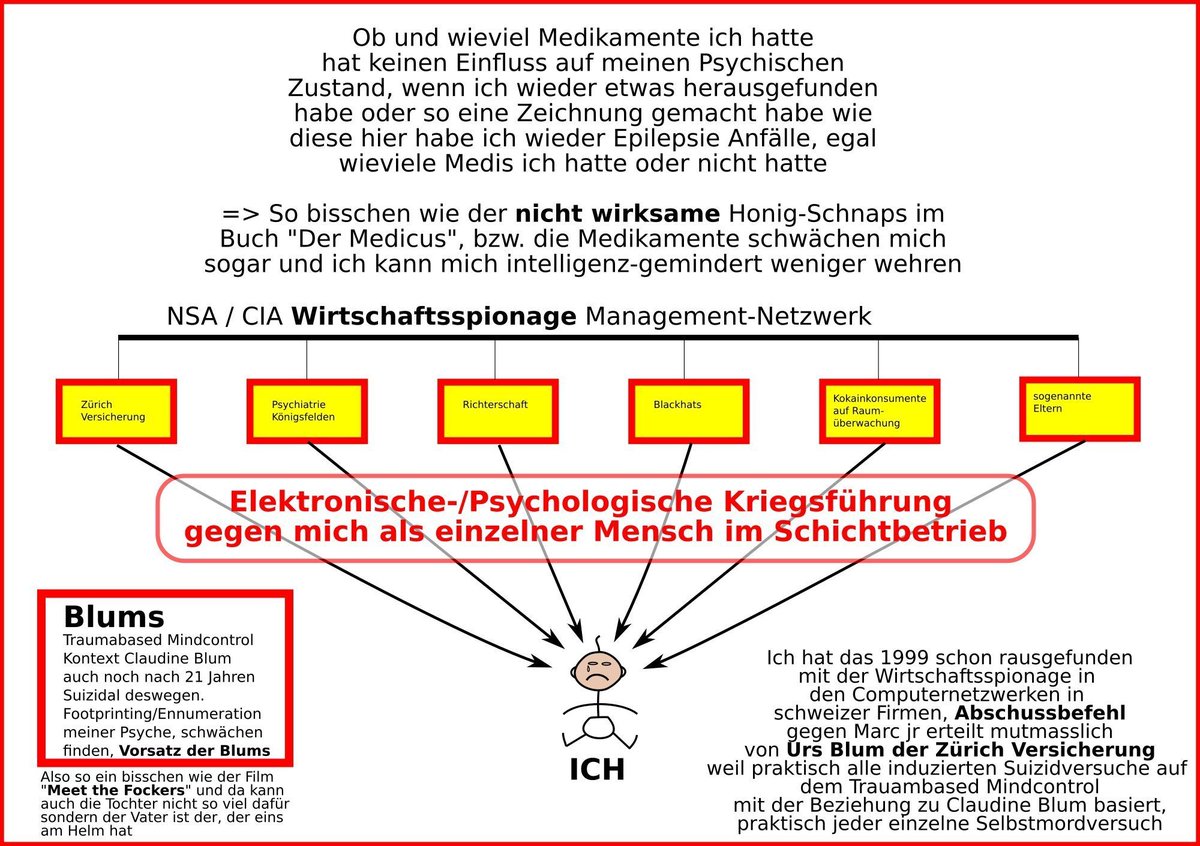 Ob und wieviel Medikamente ich hatte
hat keinen Einfluss auf meinen Psychischen
Zustand, wenn ich wieder etwas herausgefunden
habe oder so eine Zeichnung gemacht habe wie
diese hier habe ich wieder Epilepsie Anfälle, egal
wieviele Medis ich hatte oder nicht hatte
=> So bisschen wie der nicht wirksame Honig-Schnaps im
Buch "Der Medicus", bzw. die Medikamente schwächen mich
sogar und ich kann mich intelligenz-gemindert weniger wehren
NSA / CIA Wirtschaftsspionage Management-Netzwerk
Zürich
Versicherung
Psychiatrie
Königsfelden
Richterschaft
Blackhats
Kokainkonsumente
auf Raum-
überwachung
sogenannte
Eltern
Elektronische-/Psychologische Kriegsführung
gegen mich als einzelner Mensch im Schichtbetrieb
Blums
Traumabased Mindcontrol
Kontext Claudine Blum
auch noch nach 21 Jahren
Suizidal deswegen.
Footprinting/Ennumeration
meiner Psyche, schwächen
finden, Vorsatz der Blums
Also so ein bisschen wie der Film
"Meet the Fockers" und da kann
auch die Tochter nicht so viel dafür
sondern der Vater ist der, der eins
am Helm hat
ICH
Ich hat das 1999 schon rausgefunden
mit der Wirtschaftsspionage in
den Computernetzwerken in
schweizer Firmen, Abschussbefehl
gegen Marc jr erteilt mutmasslich
von Urs Blum der Zürich Versicherung
weil praktisch alle induzierten Suizidversuche auf
dem Trauambased Mindcontrol
mit der Beziehung zu Claudine Blum basiert,
praktisch jeder einzelne Selbstmordversuch